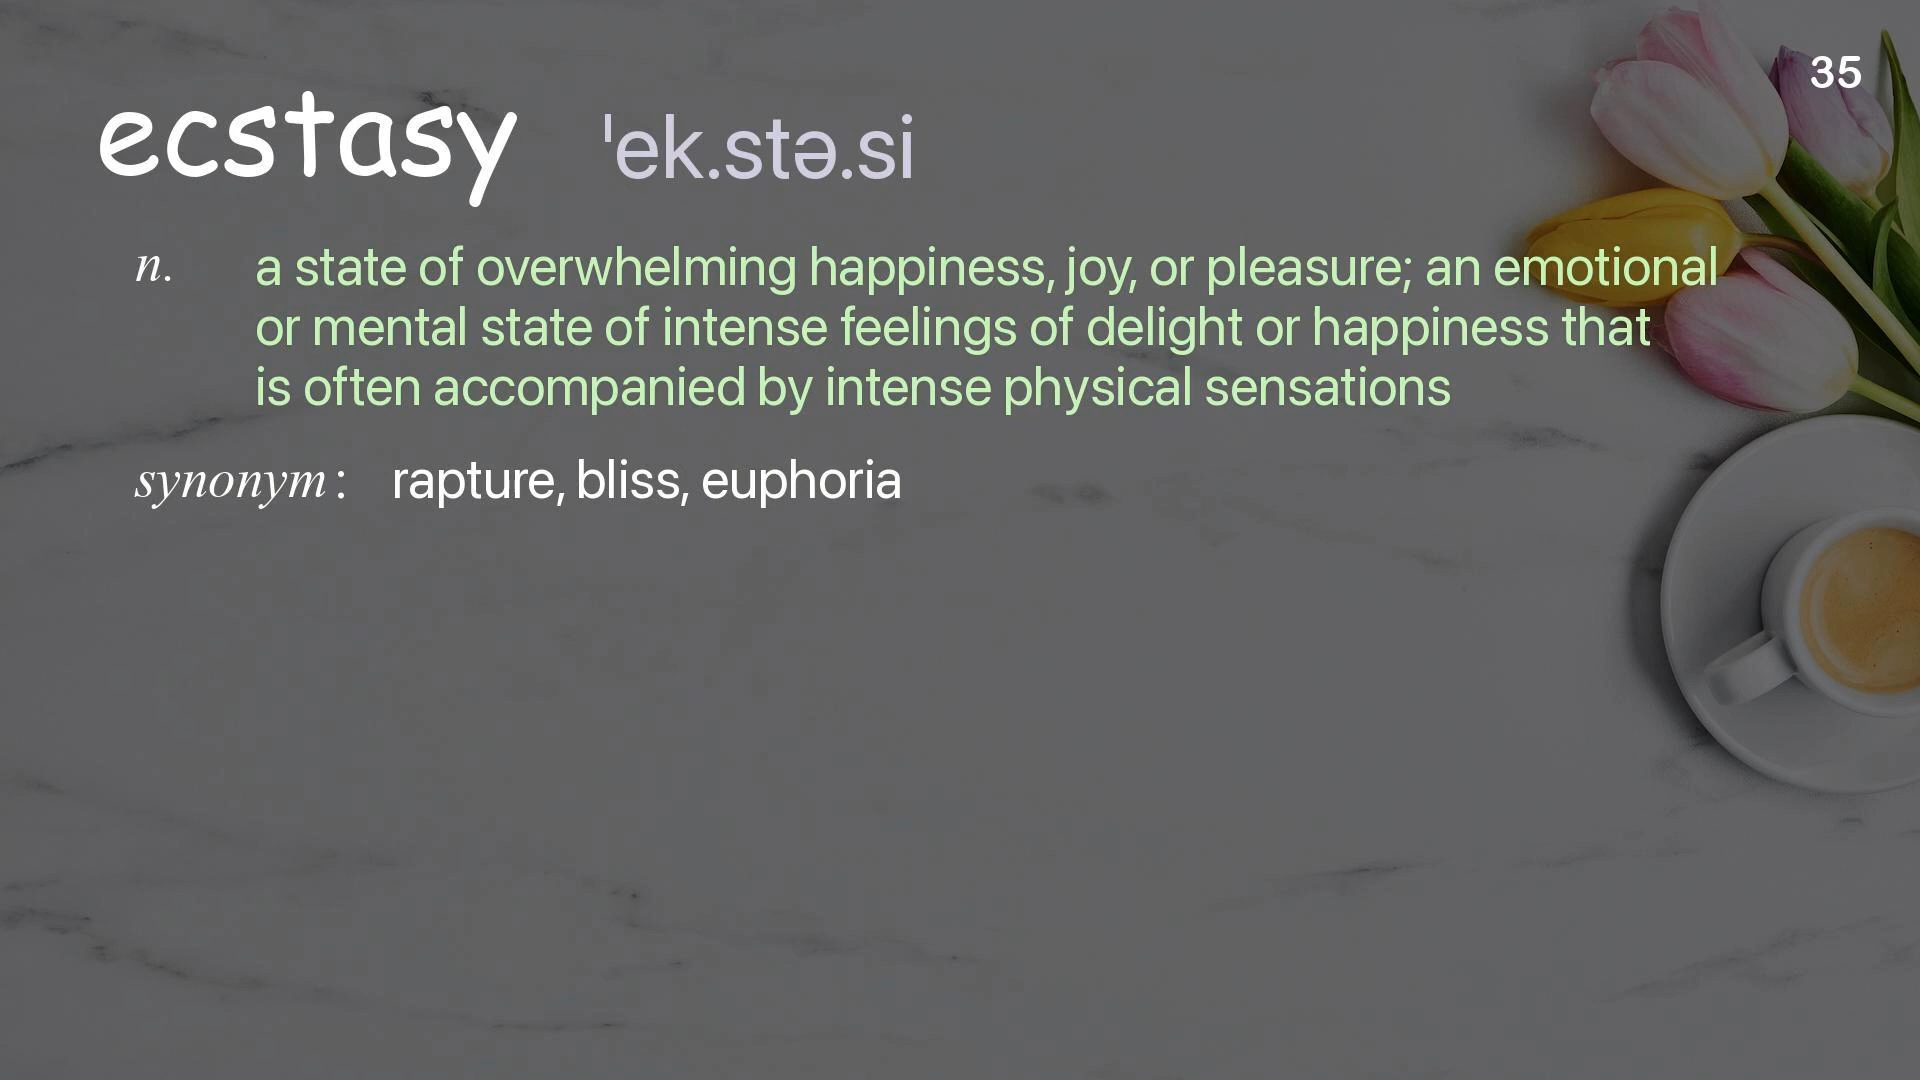 35
ecstasy ˈek.stə.si
n. a state of overwhelming happiness, joy, or pleasure; an emotional
or mental state of intense feelings of delight or happiness that
is often accompanied by intense physical sensations
synonym : rapture, bliss, euphoria